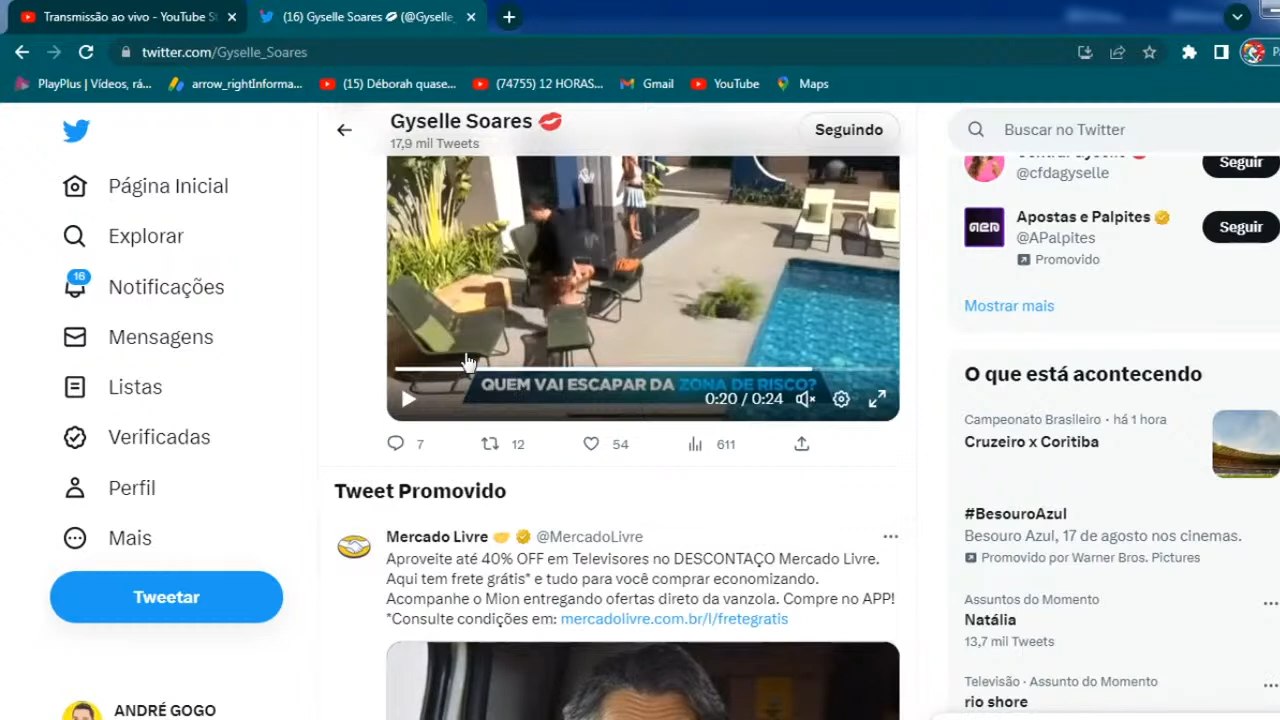 Transmissão ao vivo - YouTube
(16) Gyselle Soares
(@Gyselle_
twitter.com/Gyselle_Soares
PlayPlus | Vídeos, rá...
arrow_rightInforma...
(15) Déborah quase...
(74755) 12 HORAS...
Gmail
YouTube
Maps
Página Inicial
Explorar
16
Notificações
Mensagens
Listas
Verificadas
Perfil
Mais
Tweetar
ANDRÉ GOGO
Gyselle Soares 💋
17,9 mil Tweets
Seguindo
QUEM VAI ESCAPAR DA ZONA DE RISCO?
0:20 / 0:24
7
12
54
611
Tweet Promovido
Mercado Livre 🤝 @MercadoLivre
Aproveite até 40% OFF em Televisores no DESCONTAÇO Mercado Livre.
Aqui tem frete grátis* e tudo para você comprar economizando.
Acompanhe o Mion entregando ofertas direto da vanzola. Compre no APP!
*Consulte condições em: mercadolivre.com.br/l/fretegratis
Buscar no Twitter
@cfdagyselle
Seguir
Apostas e Palpites
@APalpites
Promovido
Seguir
Mostrar mais
O que está acontecendo
Campeonato Brasileiro · há 1 hora
Cruzeiro x Coritiba
#BesouroAzul
Besouro Azul, 17 de agosto nos cinemas.
Promovido por Warner Bros. Pictures
Assuntos do Momento
Natália
13,7 mil Tweets
Televisão · Assunto do Momento
rio shore